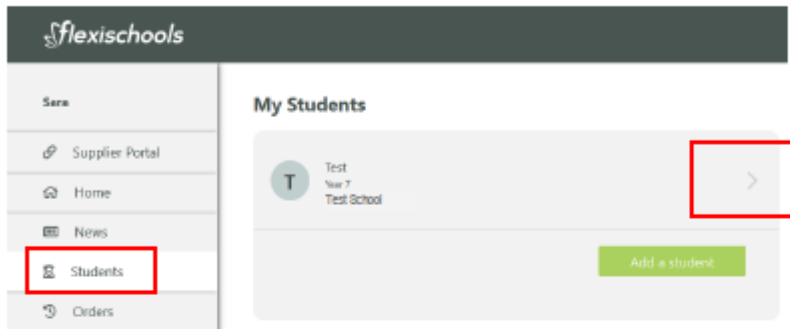 flexischools
Sara
Supplier Portal
Home
News
Students
Orders
My Students
T
Test
Year 7
Test School
Add a student